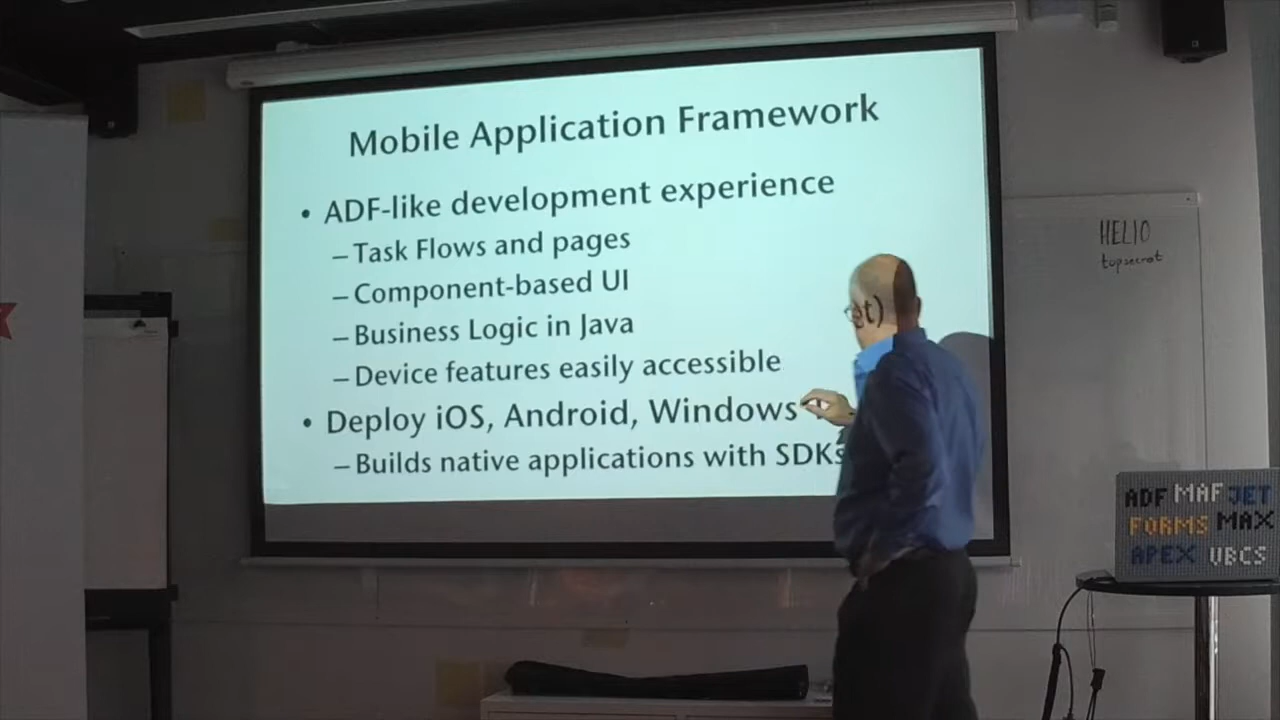 Mobile Application Framework
• ADF-like development experience
– Task Flows and pages
– Component-based UI
– Business Logic in Java
– Device features easily accessible
• Deploy iOS, Android, Windows
– Builds native applications with SDKs
HELIO
topsecret
ADF MAF JET
FORMS MAX
APEX VBCS